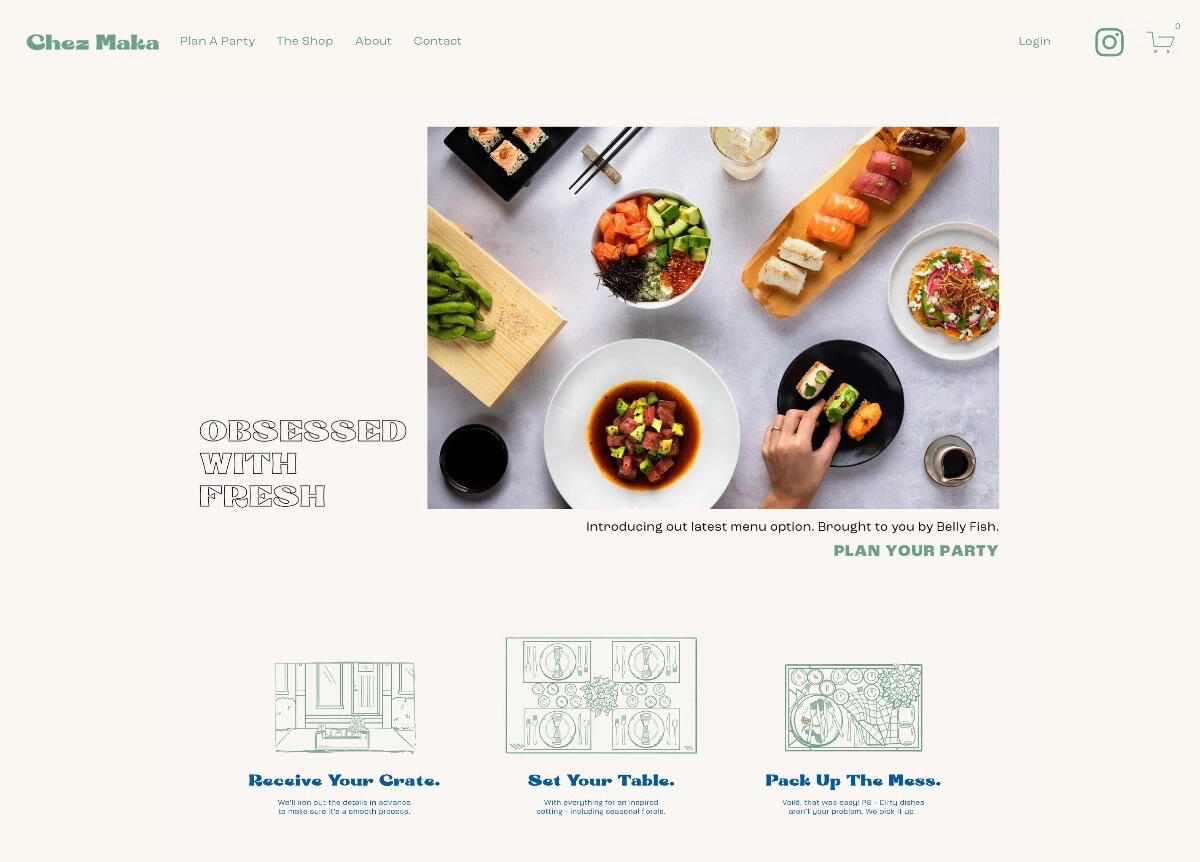 Chez Maka
Plan A Party
The Shop
About
Contact
Login
0
OBSESSED
WITH
FRESH
Introducing out latest menu option. Brought to you by Belly Fish.
PLAN YOUR PARTY
Receive Your Crate.
We'll iron out the details in advance
to make sure it's a smooth process.
Set Your Table.
With everything for an inspired
setting - including seasonal florals.
Pack Up The Mess.
Voilà, that was easy! PS - Dirty dishes
aren't your problem. We pick it up.